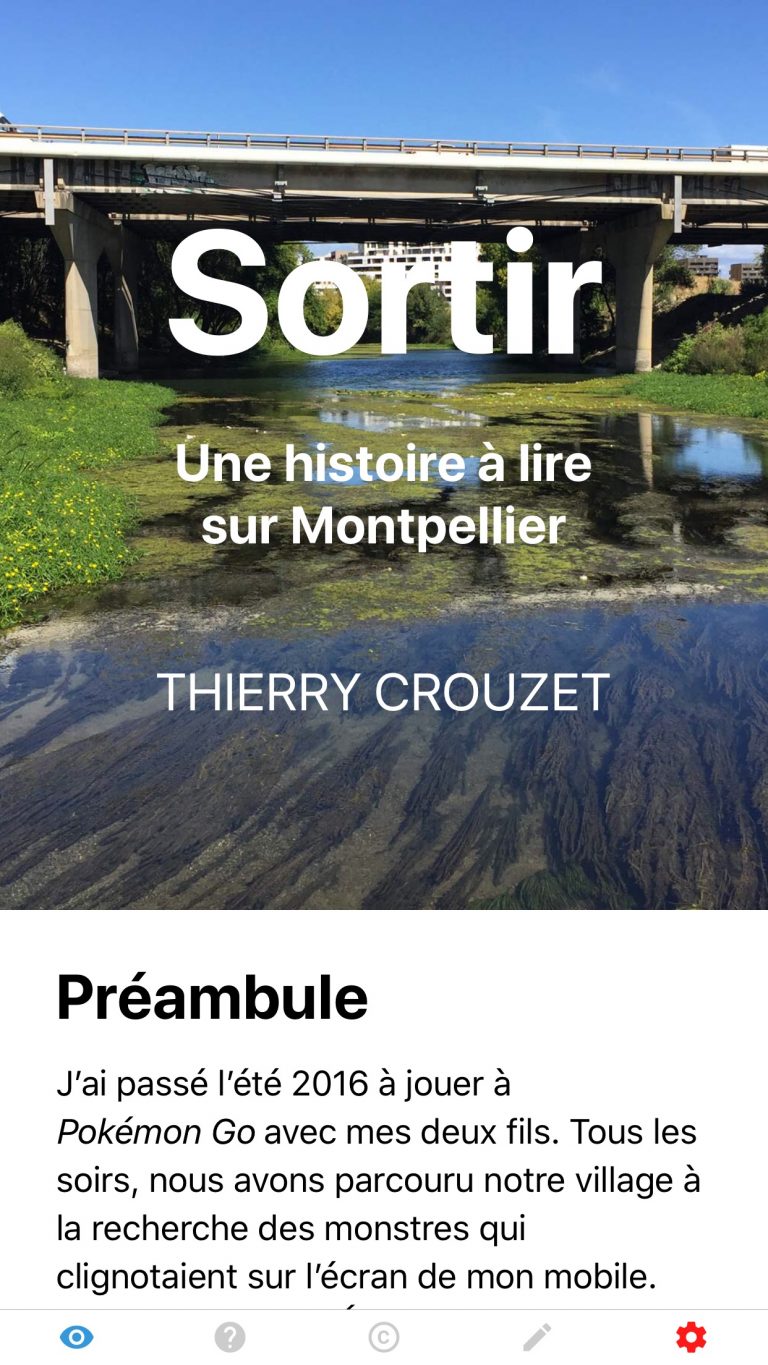 Sortir
Une histoire à lire
sur Montpellier
THIERRY CROUZET
Préambule
J’ai passé l’été 2016 à jouer à
Pokémon Go avec mes deux fils. Tous les
soirs, nous avons parcouru notre village à
la recherche des monstres qui
clignotaient sur l’écran de mon mobile.